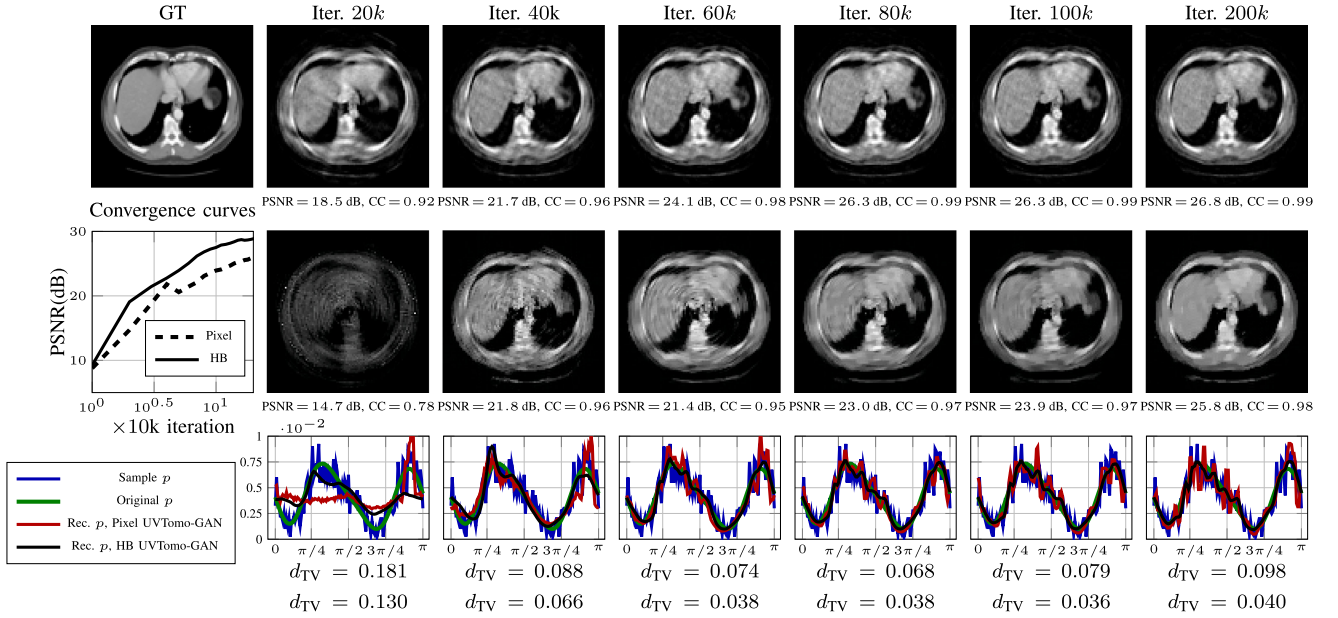 GT Iter. 20k Iter. 40k Iter. 60k Iter. 80k Iter. 100k Iter. 200k
PSNR = 18.5 dB, CC = 0.92 PSNR = 21.7 dB, CC = 0.96 PSNR = 24.1 dB, CC = 0.98 PSNR = 26.3 dB, CC = 0.99 PSNR = 26.3 dB, CC = 0.99 PSNR = 26.8 dB, CC = 0.99
Convergence curves
30
20
10
PSNR(dB)
Pixel
HB
10^0 10^0.5 10^1
×10k iteration
PSNR = 14.7 dB, CC = 0.78 PSNR = 21.8 dB, CC = 0.96 PSNR = 21.4 dB, CC = 0.95 PSNR = 23.0 dB, CC = 0.97 PSNR = 23.9 dB, CC = 0.97 PSNR = 25.8 dB, CC = 0.98
Sample p
Original p
Rec. p, Pixel UVTomo-GAN
Rec. p, HB UVTomo-GAN
·10^−2
1
0.75
0.5
0.25
0
0 π/4 π/2 3π/4 π 0 π/4 π/2 3π/4 π 0 π/4 π/2 3π/4 π 0 π/4 π/2 3π/4 π 0 π/4 π/2 3π/4 π 0 π/4 π/2 3π/4 π
d_TV = 0.181 d_TV = 0.088 d_TV = 0.074 d_TV = 0.068 d_TV = 0.079 d_TV = 0.098
d_TV = 0.130 d_TV = 0.066 d_TV = 0.038 d_TV = 0.038 d_TV = 0.036 d_TV = 0.040